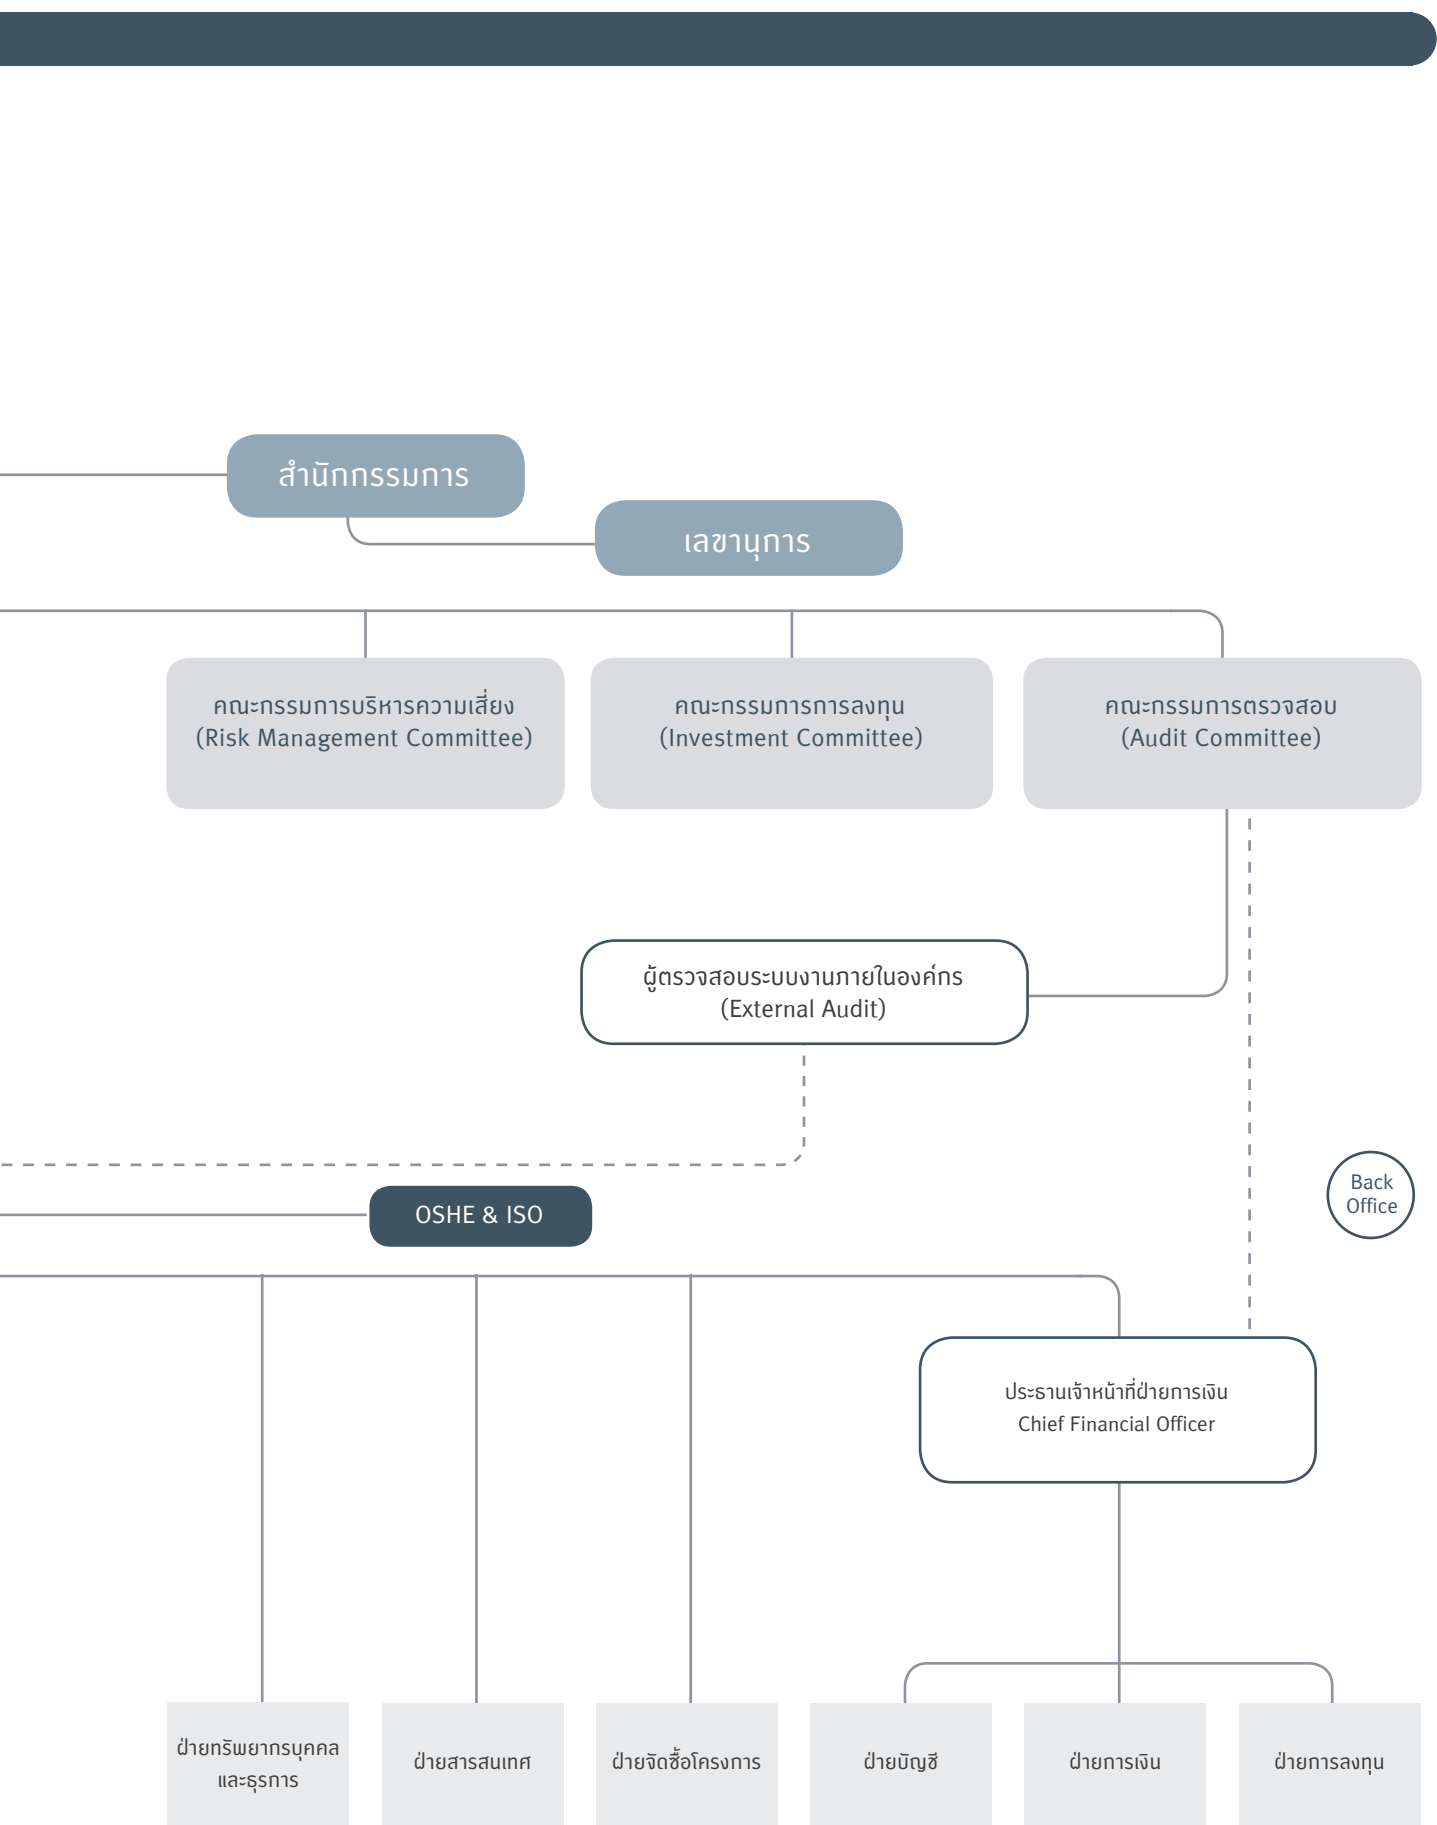 สำนักกรรมการ
เลขานุการ
คณะกรรมการบริหารความเสี่ยง
(Risk Management Committee)
คณะกรรมการการลงทุน
(Investment Committee)
คณะกรรมการตรวจสอบ
(Audit Committee)
ผู้ตรวจสอบระบบงานภายในองค์กร
(External Audit)
Back
Office
OSHE & ISO
ประธานเจ้าหน้าที่ฝ่ายการเงิน
Chief Financial Officer
ฝ่ายทรัพยากรบุคคล
และธุรการ
ฝ่ายสารสนเทศ
ฝ่ายจัดซื้อโครงการ
ฝ่ายบัญชี
ฝ่ายการเงิน
ฝ่ายการลงทุน